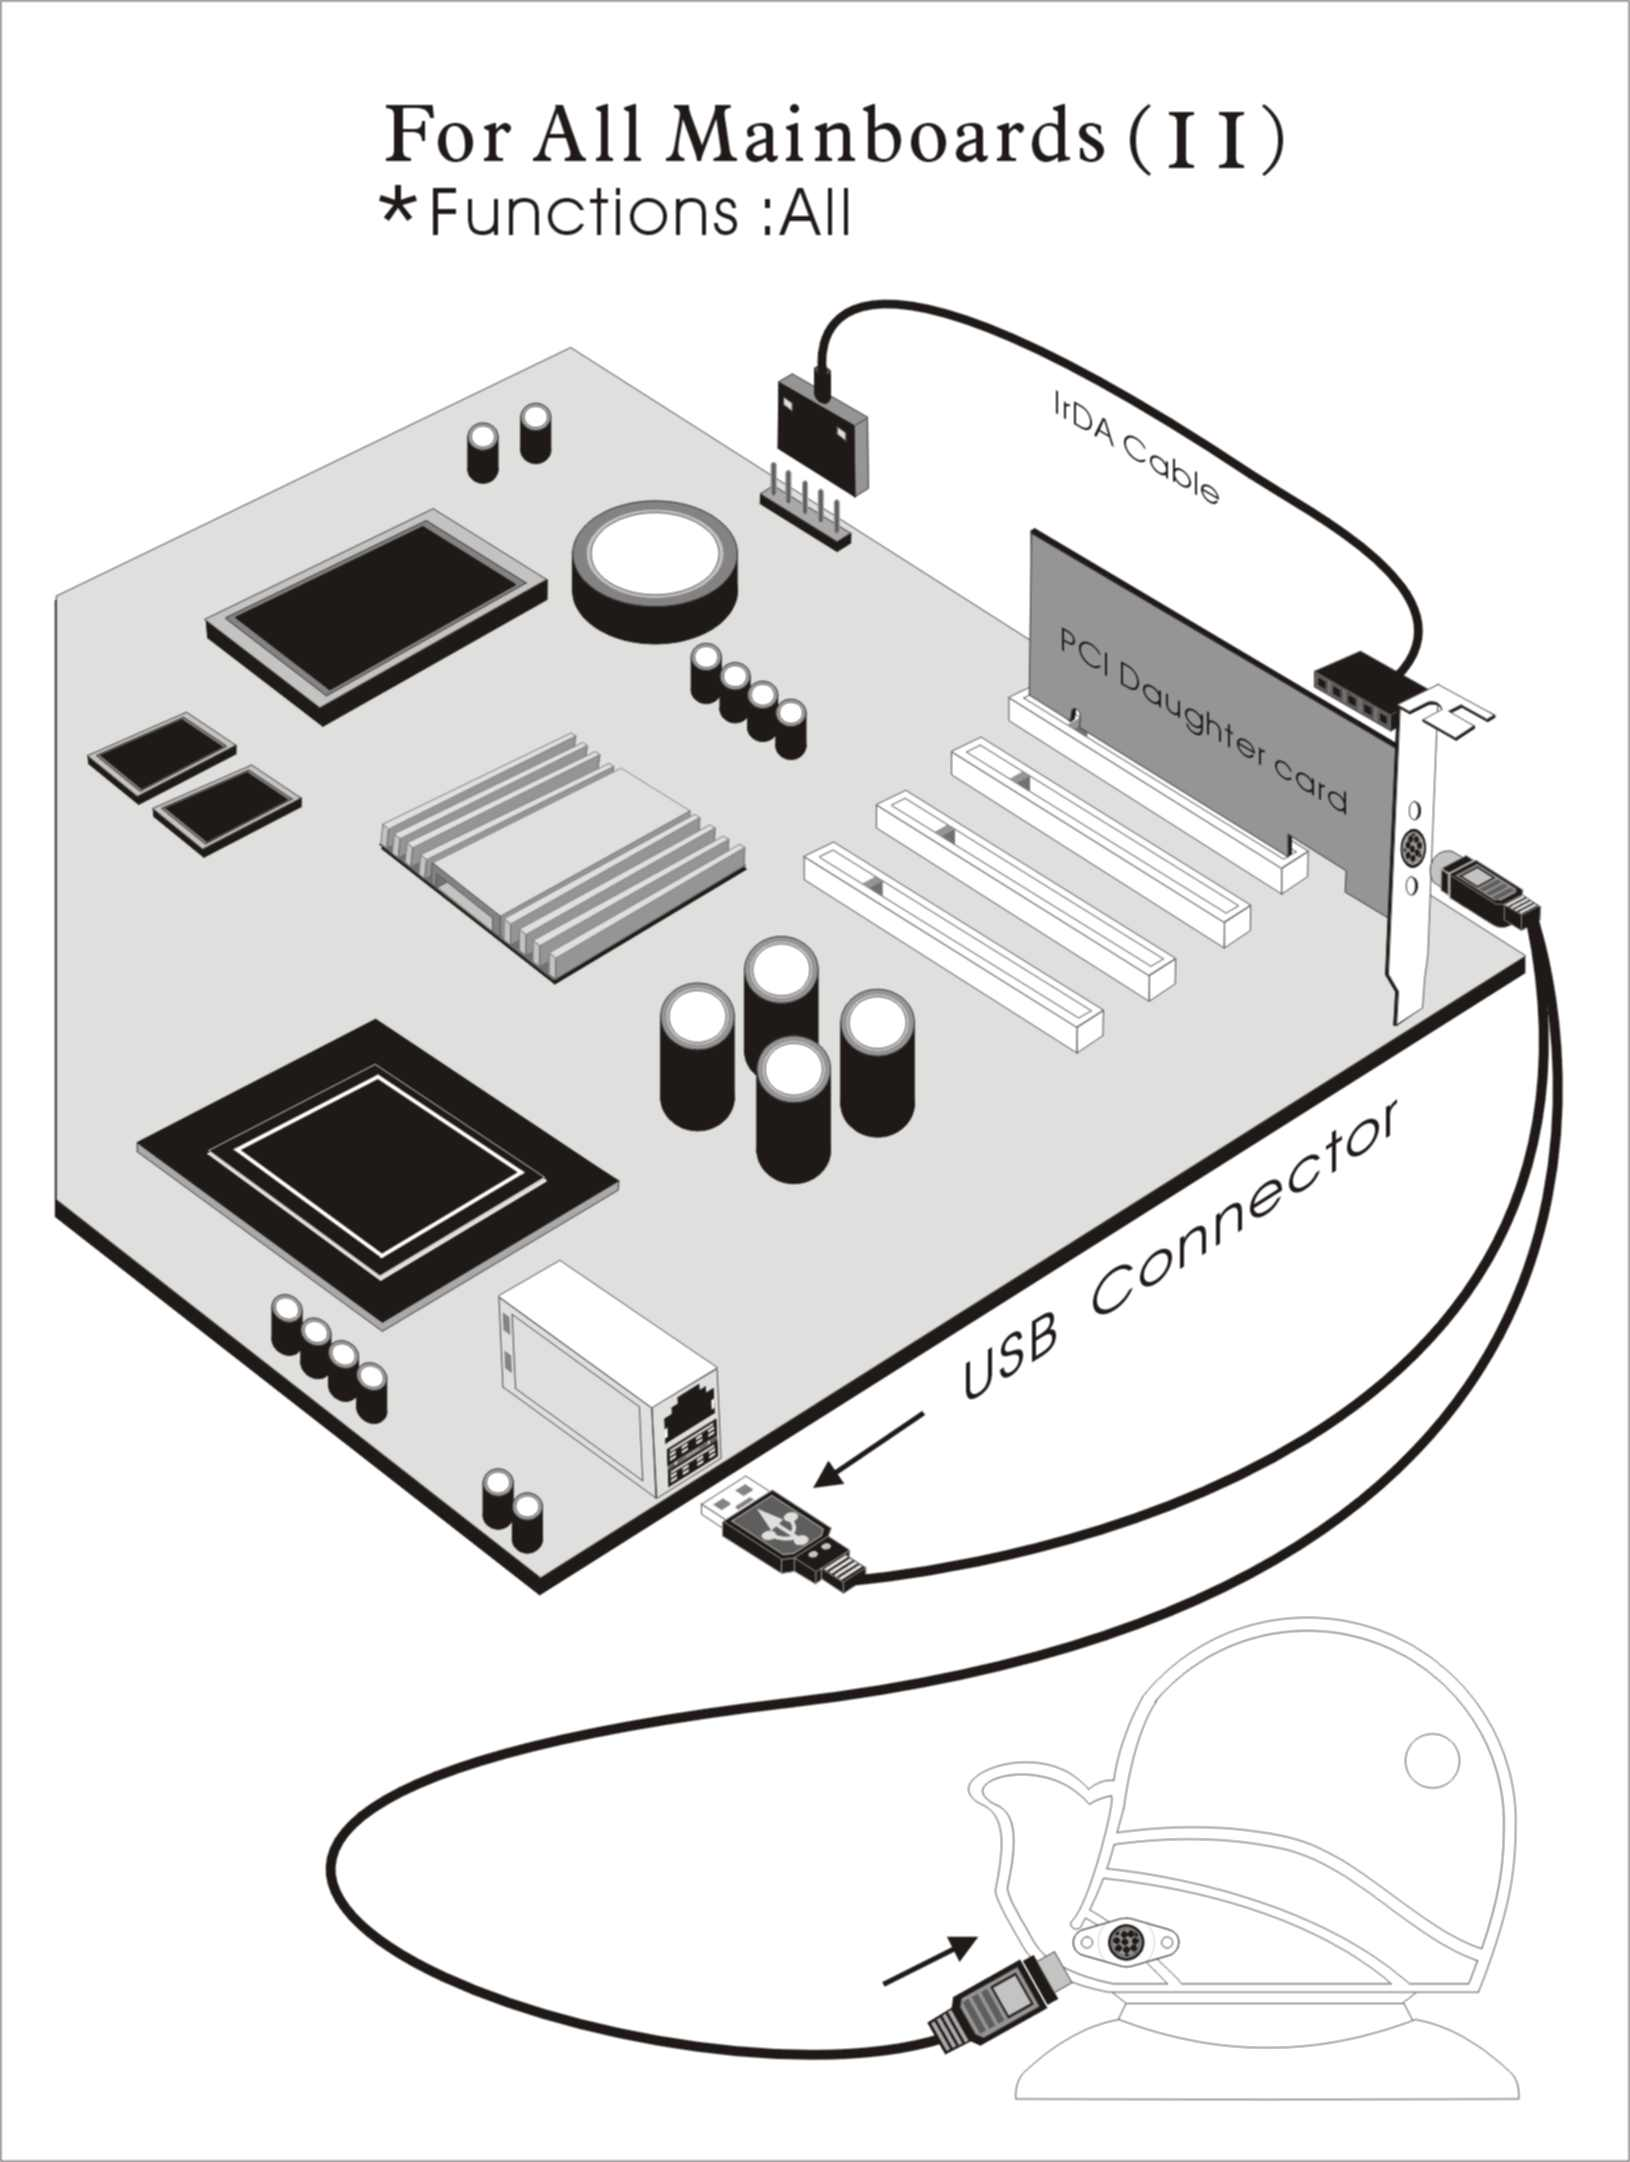 For All Mainboards (II)
*Functions :All
IrDA Cable
PCI Daughter card
USB Connector